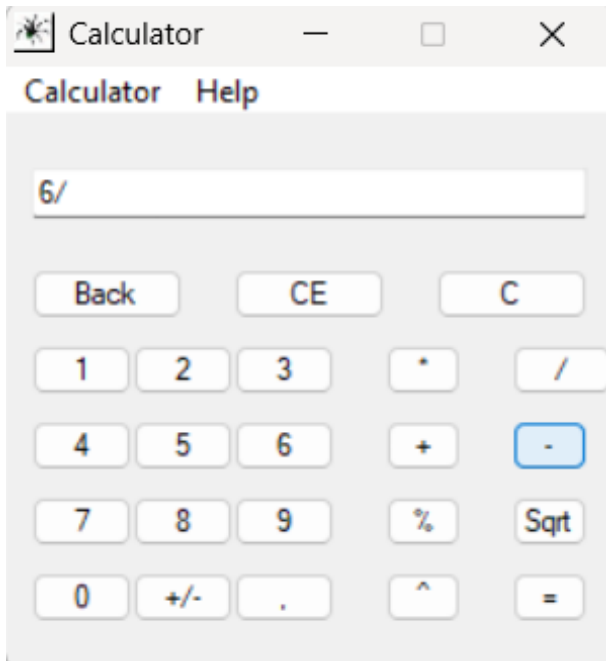 Calculator
Calculator Help
6/
Back CE C
1 2 3 * /
4 5 6 + -
7 8 9 % Sqrt
0 +/- , ^ =